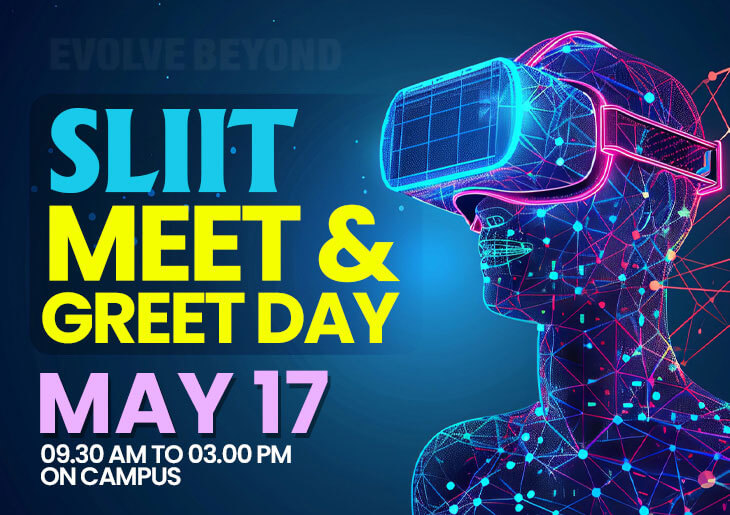 EVOLVE BEYOND
SLIIT
MEET &
GREET DAY
MAY 17
09.30 AM TO 03.00 PM
ON CAMPUS